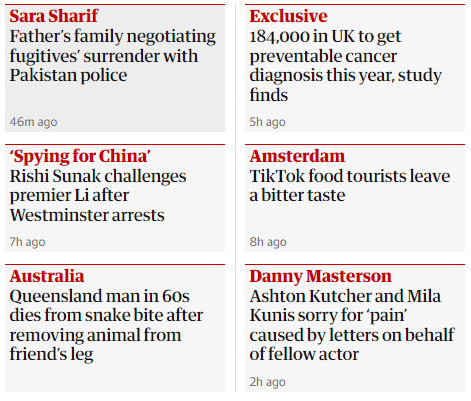 Sara Sharif
Father's family negotiating
fugitives' surrender with
Pakistan police
46m ago
Exclusive
184,000 in UK to get
preventable cancer
diagnosis this year, study
finds
5h ago
‘Spying for China’
Rishi Sunak challenges
premier Li after
Westminster arrests
7h ago
Amsterdam
TikTok food tourists leave
a bitter taste
8h ago
Australia
Queensland man in 60s
dies from snake bite after
removing animal from
friend’s leg
Danny Masterson
Ashton Kutcher and Mila
Kunis sorry for ‘pain’
caused by letters on behalf
of fellow actor
2h ago